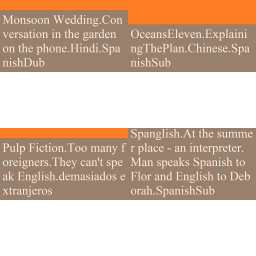 Monsoon Wedding.Con
versation in the garden
on the phone.Hindi.Spa
nishDub
OceansEleven.Explaini
ngThePlan.Chinese.Spa
nishSub
Pulp Fiction.Too many f
oreigners.They can't spe
ak English.demasiados e
xtranjeros
Spanglish.At the summe
r place - an interpreter.
Man speaks Spanish to
Flor and English to Deb
orah.SpanishSub